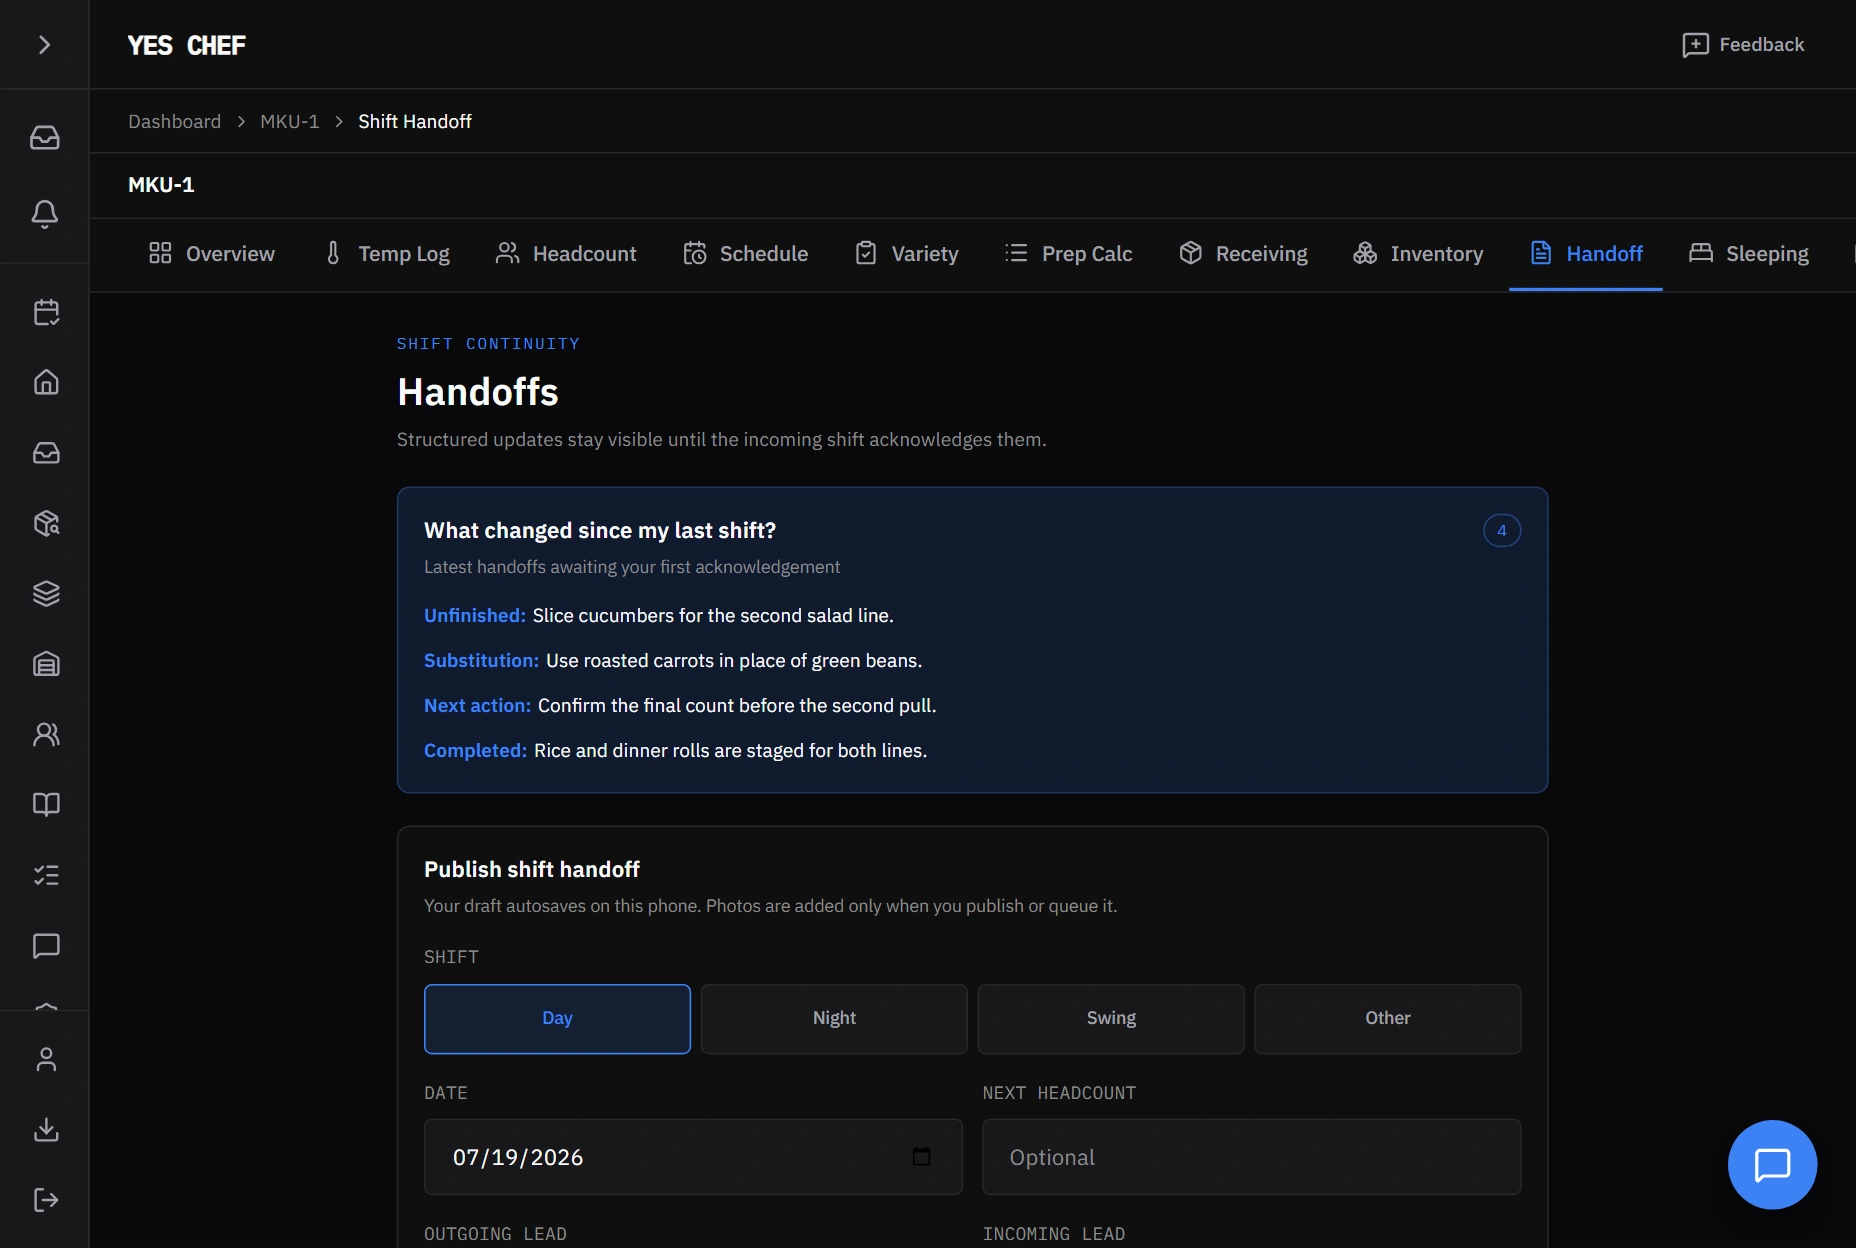 YES CHEF
Feedback
Dashboard > MKU-1 > Shift Handoff
MKU-1
Overview Temp Log Headcount Schedule Variety Prep Calc Receiving Inventory Handoff Sleeping
SHIFT CONTINUITY
Handoffs
Structured updates stay visible until the incoming shift acknowledges them.
What changed since my last shift?
4
Latest handoffs awaiting your first acknowledgement
Unfinished: Slice cucumbers for the second salad line.
Substitution: Use roasted carrots in place of green beans.
Next action: Confirm the final count before the second pull.
Completed: Rice and dinner rolls are staged for both lines.
Publish shift handoff
Your draft autosaves on this phone. Photos are added only when you publish or queue it.
SHIFT
Day Night Swing Other
DATE NEXT HEADCOUNT
07/19/2026 Optional
OUTGOING LEAD INCOMING LEAD